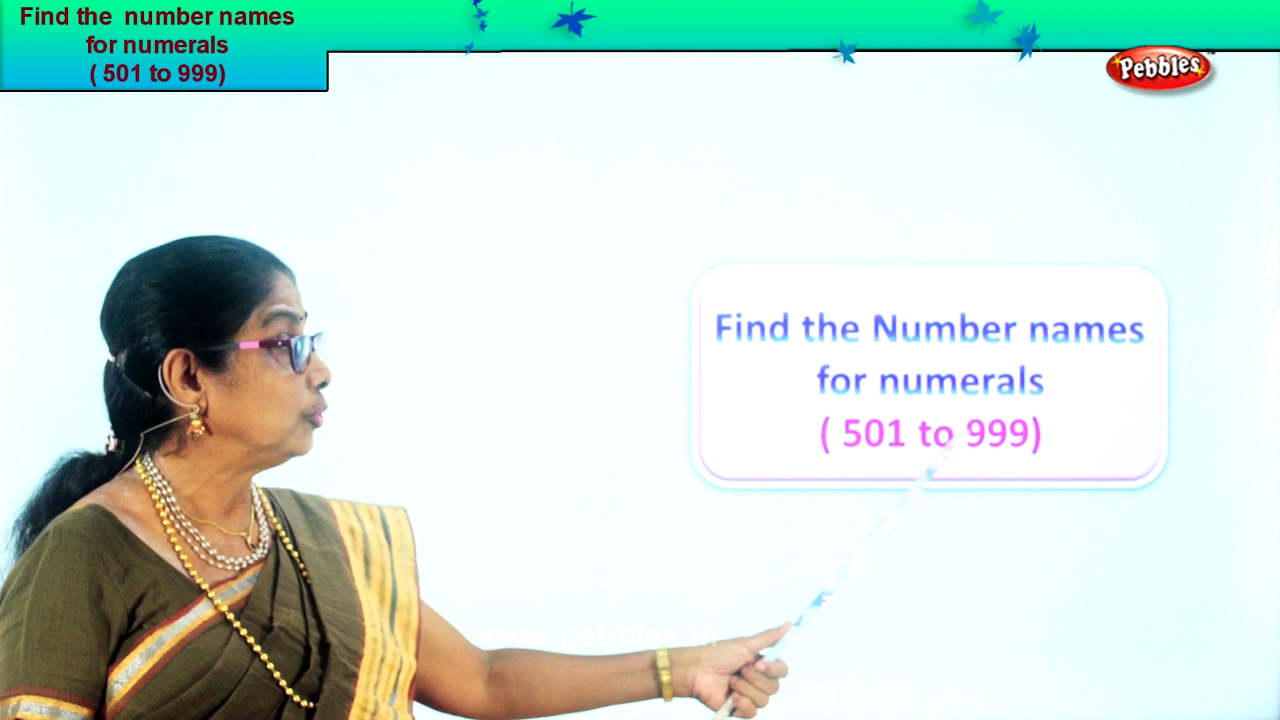 Find the number names
for numerals
( 501 to 999)
Pebbles
Find the Number names
for numerals
( 501 to 999)